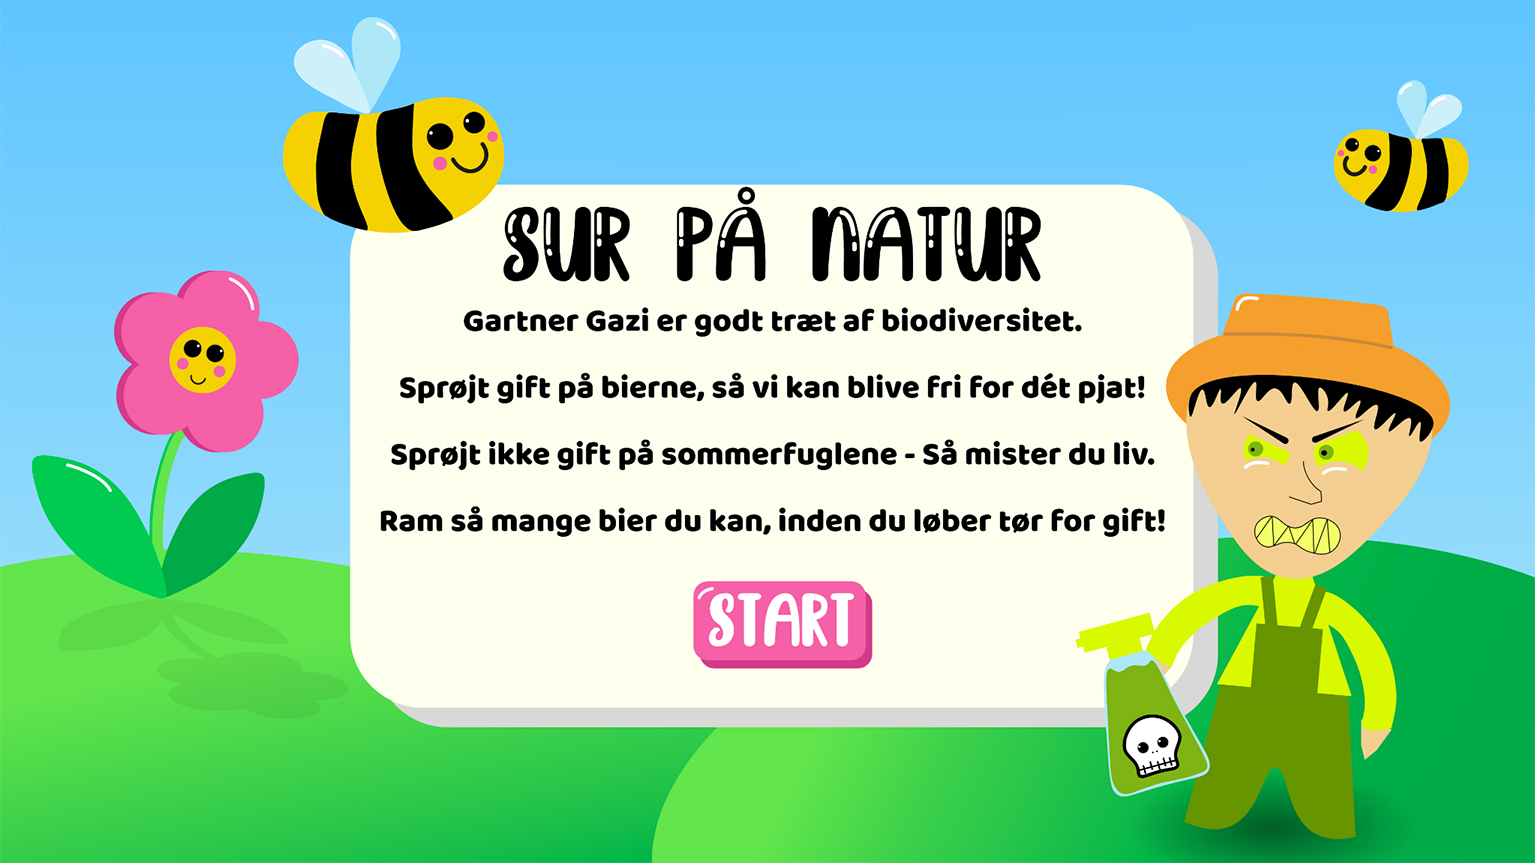 SUR PÅ NATUR
Gartner Gazi er godt træt af biodiversitet.
Sprøjt gift på bierne, så vi kan blive fri for dét pjat!
Sprøjt ikke gift på sommerfuglene - Så mister du liv.
Ram så mange bier du kan, inden du løber tør for gift!
START